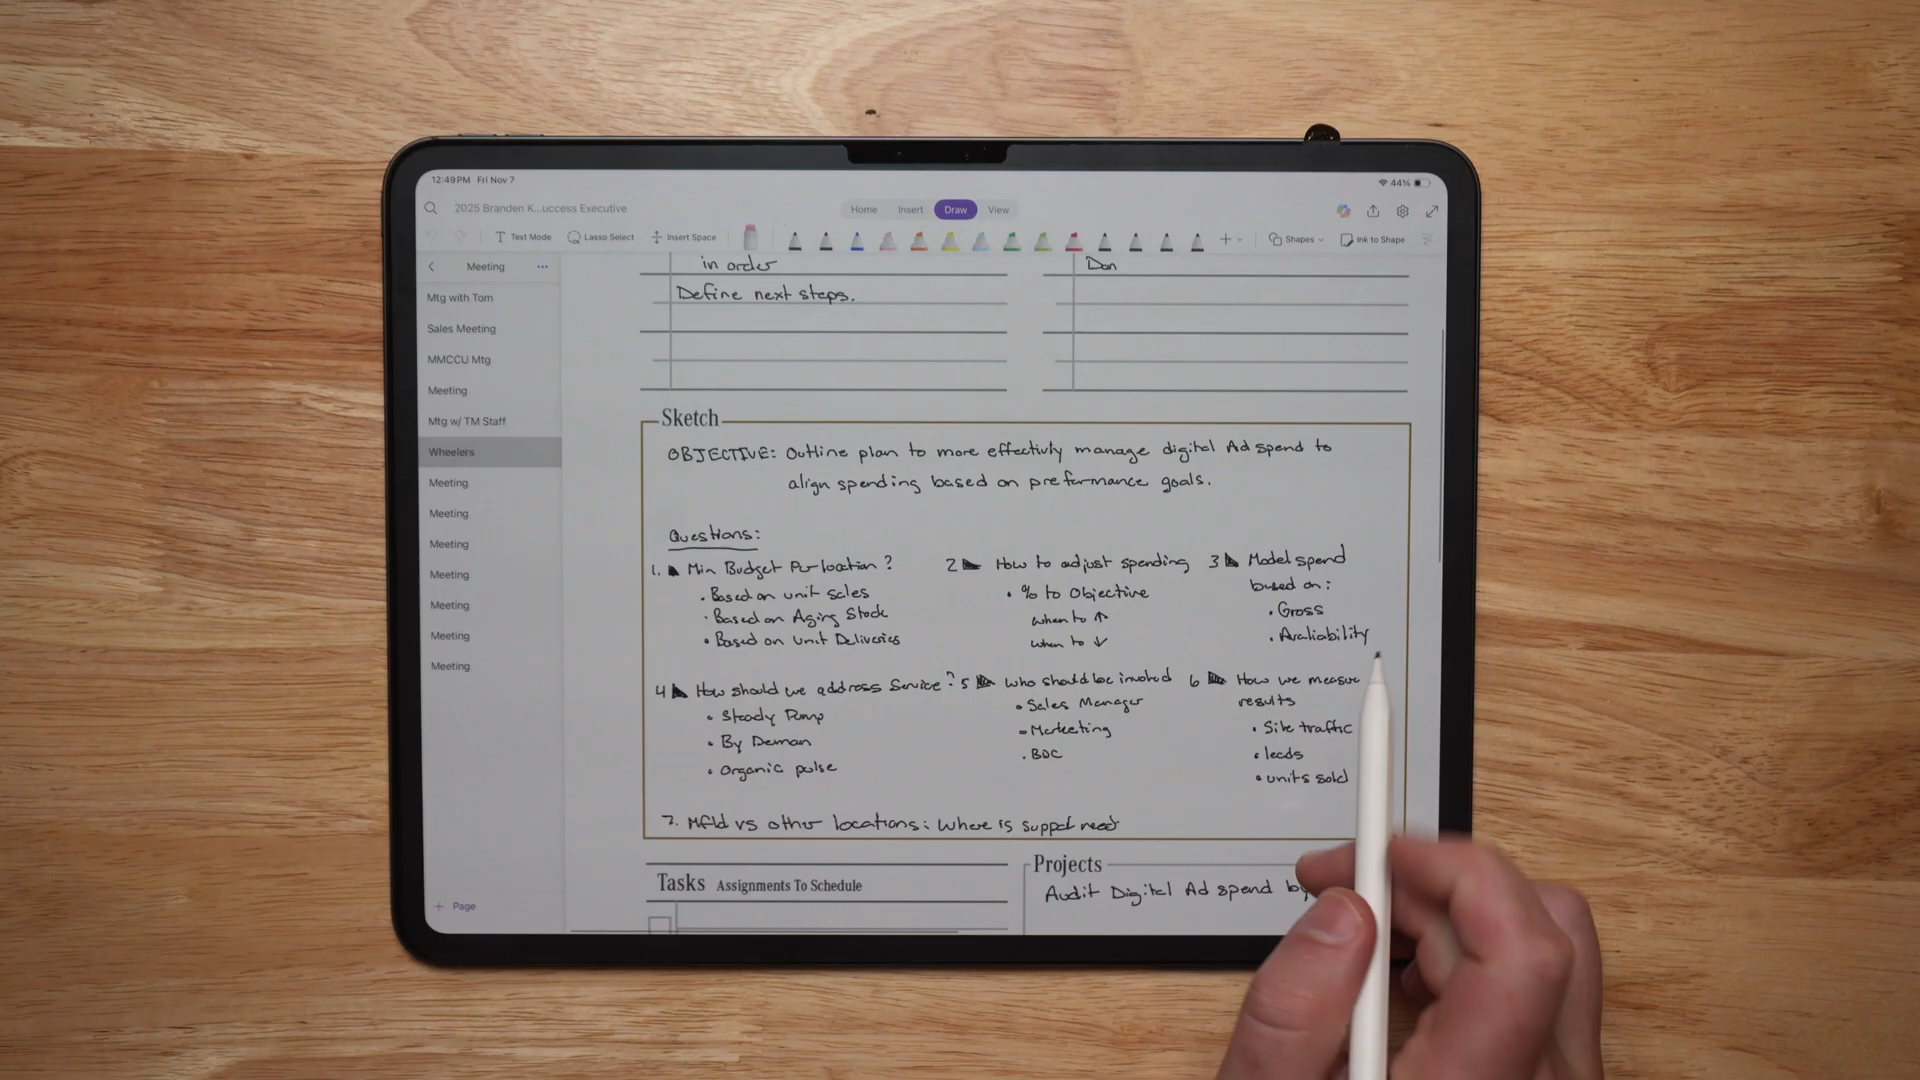 12:49 PM Fri Nov 7
44%
2025 Branden K...uccess Executive
Home Insert Draw View
Text Mode Lasso Select Insert Space Shapes Ink to Shape
Meeting
Mtg with Tom
Sales Meeting
MMCCU Mtg
Meeting
Mtg w/ TM Staff
Wheelers
Meeting
Meeting
Meeting
Meeting
Meeting
Meeting
Meeting
+ Page
in order
Define next steps.
Dan
Sketch
OBJECTIVE: Outline plan to more effectivly manage digital Ad spend to
align spending based on preformance goals.
Questions:
1. Min Budget Per location?
• Based on unit sales
• Based on Aging Stock
• Based on Unit Deliveries
2 How to adjust spending
• % to Objective
when to ↑
when to ↓
3 Model spend
based on:
• Gross
• Avaliability
4 How should we address Service?
• Steady Pump
• By Deman
• Organic pulse
5 who should be involved
• Sales Manager
• Marketing
• BDC
6 How we measure
results
• Site traffic
• leads
• units sold
7. Mfld vs other locations: Where is need
Tasks Assignments To Schedule
Projects
Audit Digital Ad spend by